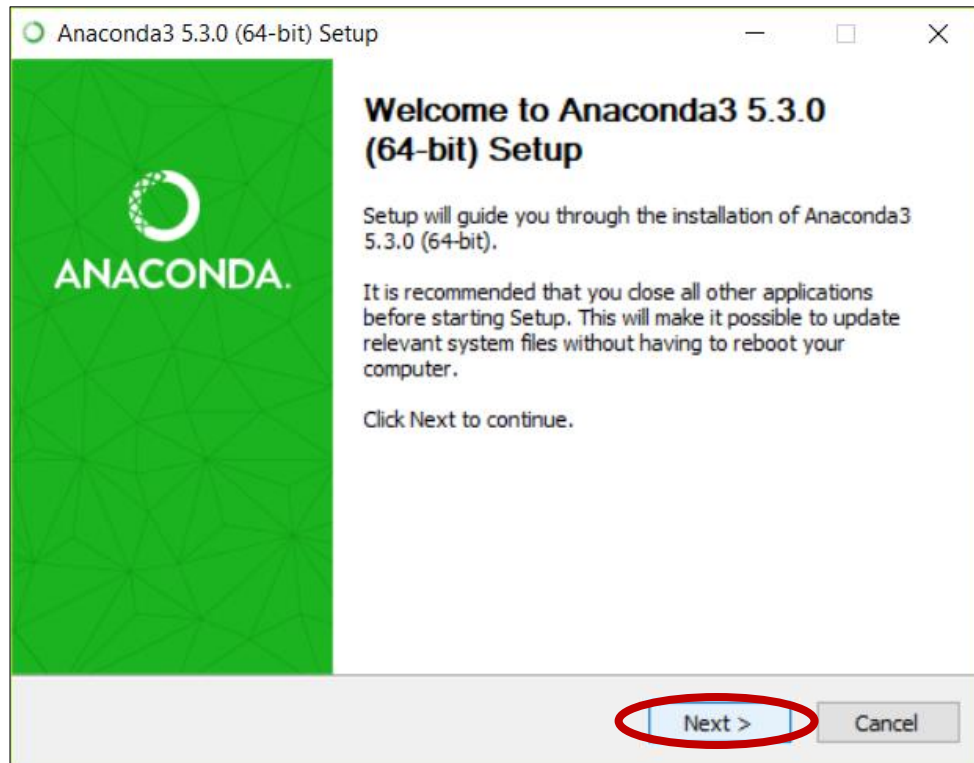 Anaconda3 5.3.0 (64-bit) Setup
Welcome to Anaconda3 5.3.0
(64-bit) Setup
Setup will guide you through the installation of Anaconda3
5.3.0 (64-bit).
It is recommended that you close all other applications
before starting Setup. This will make it possible to update
relevant system files without having to reboot your
computer.
Click Next to continue.
ANACONDA.
Next >
Cancel